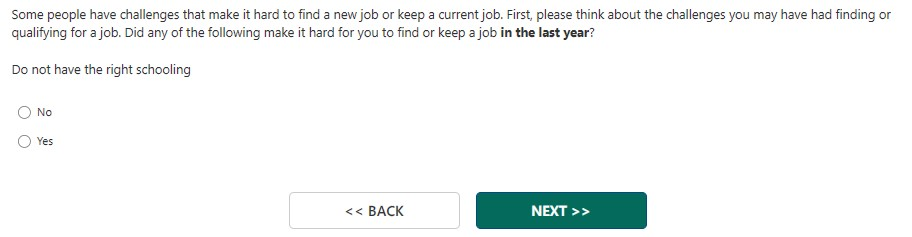 Some people have challenges that make it hard to find a new job or keep a current job. First, please think about the challenges you may have had finding or
qualifying for a job. Did any of the following make it hard for you to find or keep a job in the last year?
Do not have the right schooling
No
Yes
<< BACK
NEXT >>